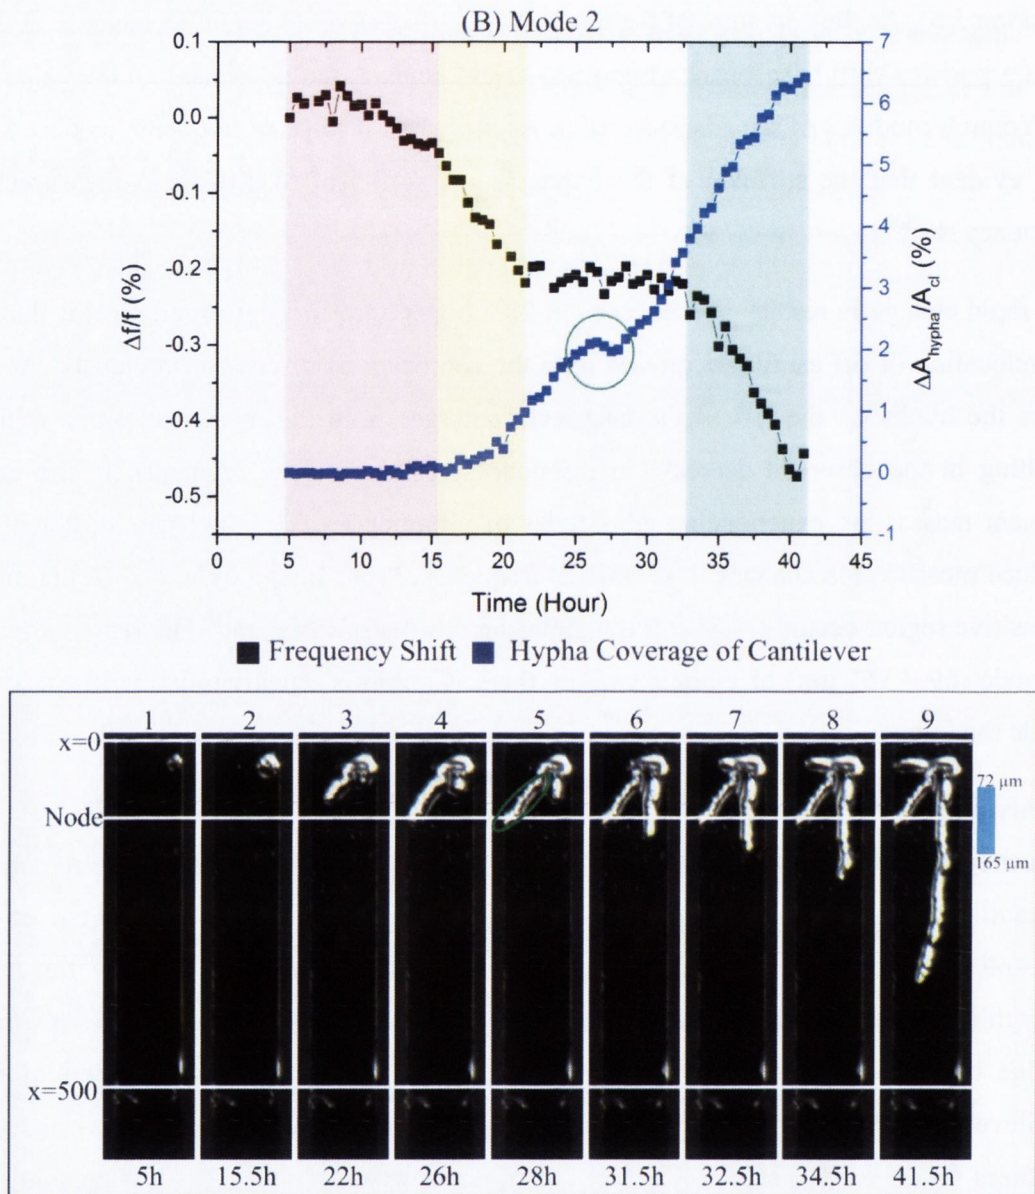 (B) Mode 2
0.1
0.0
-0.1
-0.2
-0.3
-0.4
-0.5
Δf/f (%)
7
6
5
4
3
2
1
0
-1
ΔA hypha/A cl (%)
0 5 10 15 20 25 30 35 40 45
Time (Hour)
Frequency Shift Hypha Coverage of Cantilever
1 2 3 4 5 6 7 8 9
x=0
Node
x=500
72 µm
165 µm
5h 15.5h 22h 26h 28h 31.5h 32.5h 34.5h 41.5h